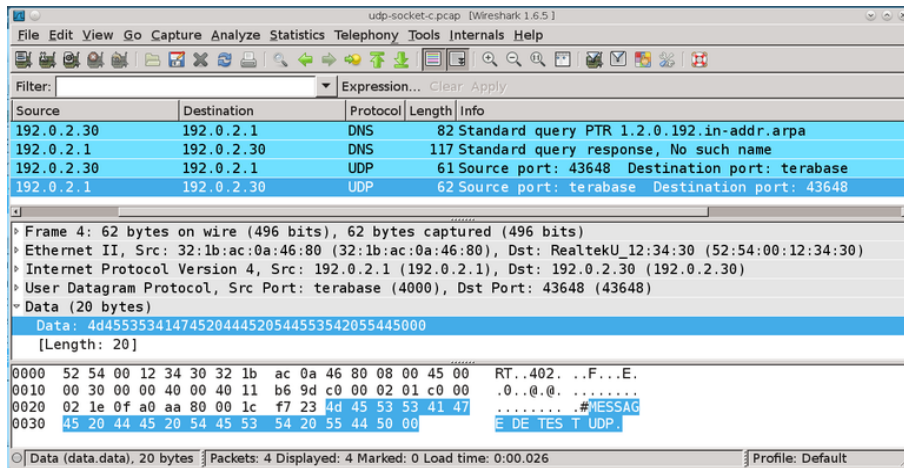 udp-socket-c.pcap [Wireshark 1.6.5 ]
File Edit View Go Capture Analyze Statistics Telephony Tools Internals Help
Filter: Expression... Clear Apply
Source Destination Protocol Length Info
192.0.2.30 192.0.2.1 DNS 82 Standard query PTR 1.2.0.192.in-addr.arpa
192.0.2.1 192.0.2.30 DNS 117 Standard query response, No such name
192.0.2.30 192.0.2.1 UDP 61 Source port: 43648 Destination port: terabase
192.0.2.1 192.0.2.30 UDP 62 Source port: terabase Destination port: 43648
Frame 4: 62 bytes on wire (496 bits), 62 bytes captured (496 bits)
Ethernet II, Src: 32:1b:ac:0a:46:80 (32:1b:ac:0a:46:80), Dst: RealtekU_12:34:30 (52:54:00:12:34:30)
Internet Protocol Version 4, Src: 192.0.2.1 (192.0.2.1), Dst: 192.0.2.30 (192.0.2.30)
User Datagram Protocol, Src Port: terabase (4000), Dst Port: 43648 (43648)
Data (20 bytes)
Data: 4d45535341474520444520544553542055445000
[Length: 20]
0000 52 54 00 12 34 30 32 1b ac 0a 46 80 08 00 45 00 RT..402. ..F...E.
0010 00 30 00 00 40 00 40 11 b6 9d c0 00 02 01 c0 00 .0..@.@. ........
0020 02 1e 0f a0 aa 80 00 1c f7 23 4d 45 53 53 41 47 ........ .#MESSAG
0030 45 20 44 45 20 54 45 53 54 20 55 44 50 00 E DE TES T UDP.
Data (data.data), 20 bytes Packets: 4 Displayed: 4 Marked: 0 Load time: 0:00.026 Profile: Default